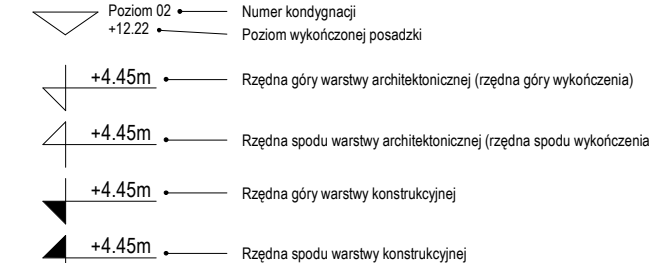 Poziom 02 Numer kondygnacji
+12.22 Poziom wykończonej posadzki
+4.45m Rzędna góry warstwy architektonicznej (rzędna góry wykończenia)
+4.45m Rzędna spodu warstwy architektonicznej (rzędna spodu wykończenia
+4.45m Rzędna góry warstwy konstrukcyjnej
+4.45m Rzędna spodu warstwy konstrukcyjnej